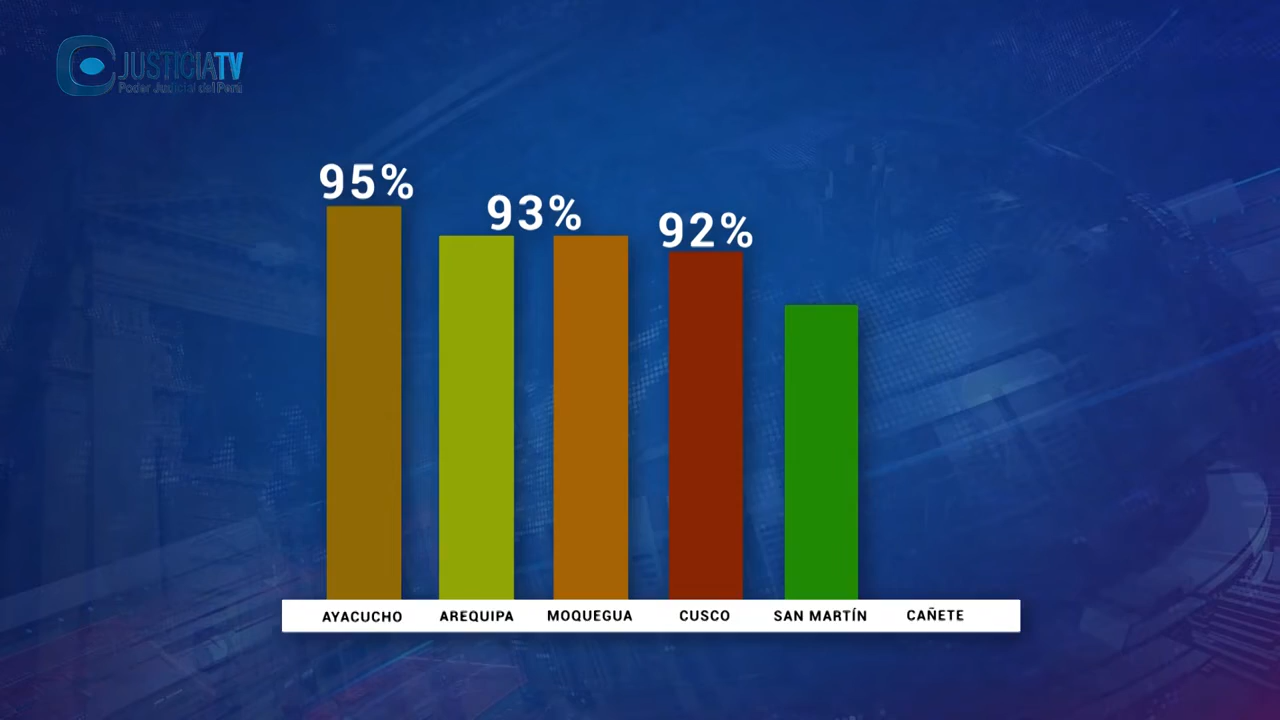 JUSTICIATV
Poder Judicial del Perú
95%
93%
92%
AYACUCHO
AREQUIPA
MOQUEGUA
CUSCO
SAN MARTÍN
CAÑETE